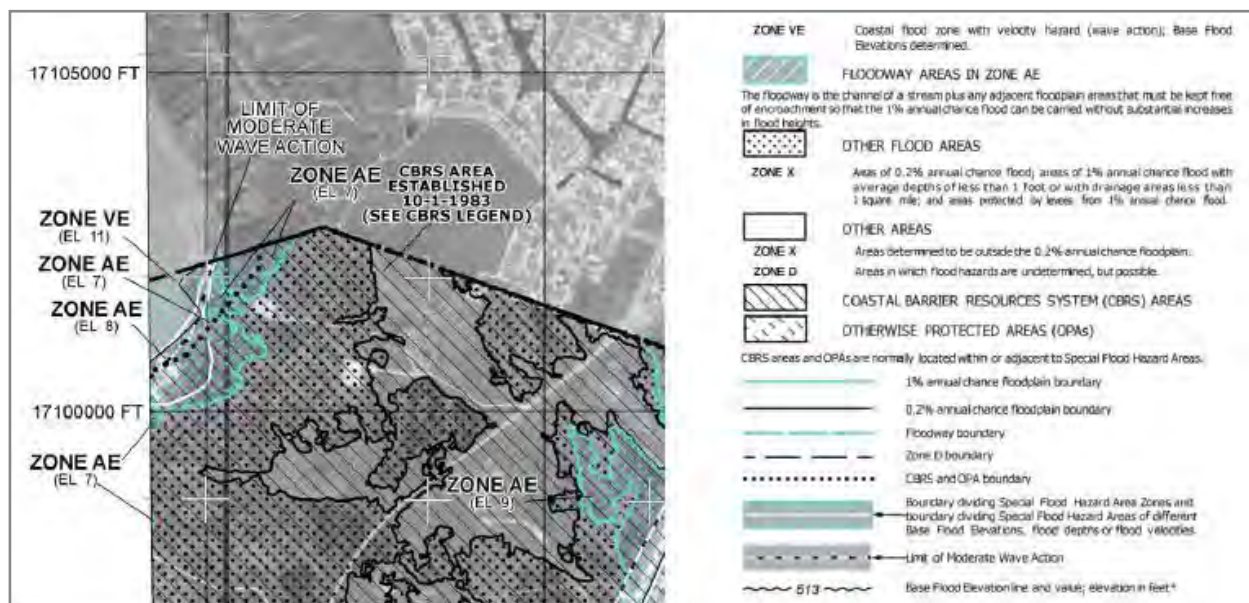 17105000 FT
LIMIT OF
MODERATE
WAVE ACTION
ZONE AE
(EL 7)
CBRS AREA
ESTABLISHED
10-1-1983
(SEE CBRS LEGEND)
ZONE VE
(EL 11)
ZONE AE
(EL 7)
ZONE AE
(EL 8)
17100000 FT
ZONE AE
(EL 7)
ZONE AE
(EL 9)
ZONE VE Coastal flood zone with velocity hazard (wave action); Base Flood
Elevations determined.
FLOODWAY AREAS IN ZONE AE
The floodway is the channel of a stream plus any adjacent floodplain areas that must be kept free
of encroachment so that the 1% annual chance flood can be carried without substantial increases
in flood heights.
OTHER FLOOD AREAS
ZONE X Areas of 0.2% annual chance flood; areas of 1% annual chance flood with
average depths of less than 1 foot or with drainage areas less than
1 square mile; and areas protected by levees from 1% annual chance flood.
OTHER AREAS
ZONE X Areas determined to be outside the 0.2% annual chance floodplain.
ZONE D Areas in which flood hazards are undetermined, but possible.
COASTAL BARRIER RESOURCES SYSTEM (CBRS) AREAS
OTHERWISE PROTECTED AREAS (OPAs)
CBRS areas and OPAs are normally located within or adjacent to Special Flood Hazard Areas.
1% annual chance floodplain boundary
0.2% annual chance floodplain boundary
Floodway boundary
Zone D boundary
CBRS and OPA boundary
Boundary dividing Special Flood Hazard Area Zones and
boundary dividing Special Flood Hazard Areas of different
Base Flood Elevations, flood depths or flood velocities.
Limit of Moderate Wave Action
513 Base Flood Elevation line and value; elevation in feet*